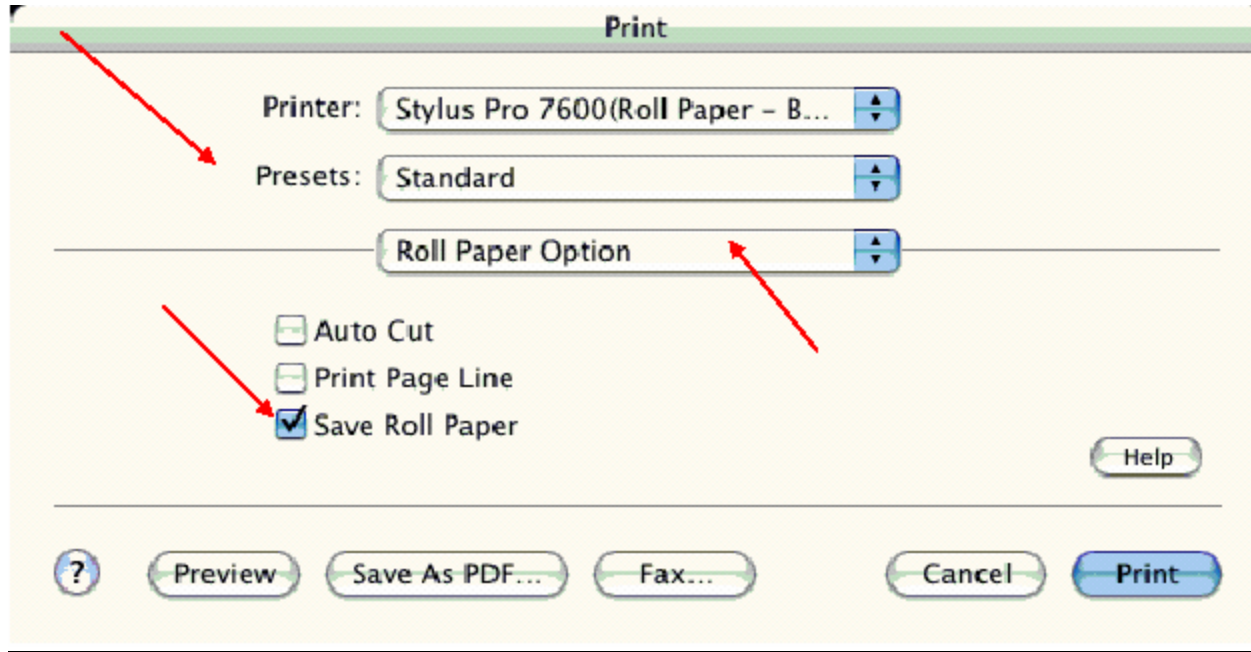 Print
Printer: Stylus Pro 7600(Roll Paper – B...
Presets: Standard
Roll Paper Option
Auto Cut
Print Page Line
Save Roll Paper
Help
? Preview Save As PDF... Fax... Cancel Print